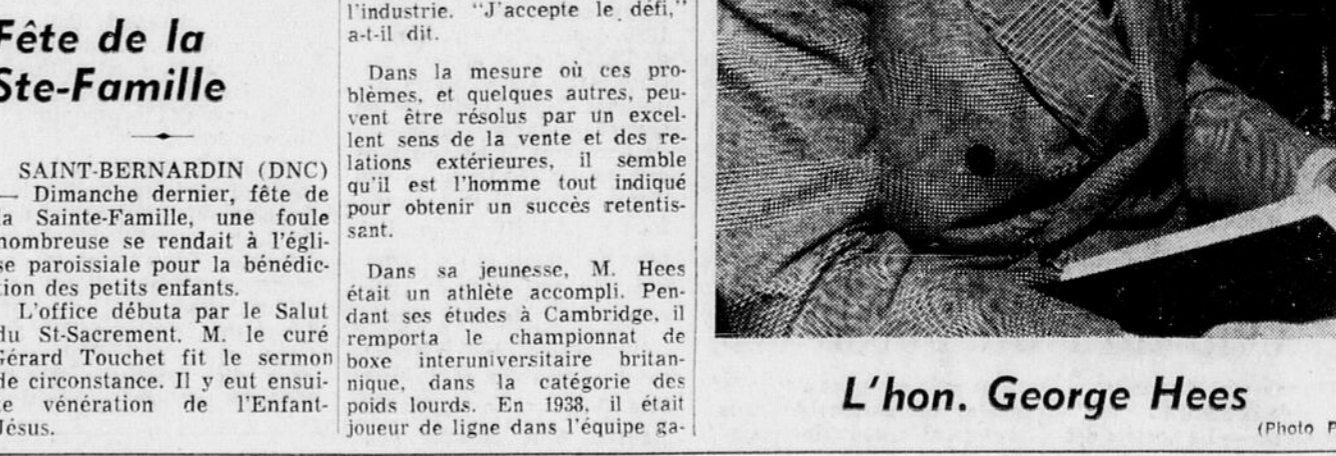 Fête de la
Ste-Famille
SAINT-BERNARDIN (DNC)
— Dimanche dernier, fête de
la Sainte-Famille, une foule
nombreuse se rendait à l'égli-
se paroissiale pour la bénédic-
tion des petits enfants.
L'office débuta par le Salut
du St-Sacrement. M. le curé
Gérard Touchet fit le sermon
de circonstance. Il y eut ensui-
te vénération de l'Enfant-
Jésus.
l'industrie. "J'accepte le défi,"
a-t-il dit.
Dans la mesure où ces pro-
blèmes, et quelques autres, peu-
vent être résolus par un excel-
lent sens de la vente et des re-
lations extérieures, il semble
qu'il est l'homme tout indiqué
pour obtenir un succès retentis-
sant.
Dans sa jeunesse, M. Hees
était un athlète accompli. Pen-
dant ses études à Cambridge, il
remporta le championnat de
boxe interuniversitaire britan-
nique, dans la catégorie des
poids lourds. En 1938, il était
joueur de ligne dans l'équipe ga-
L'hon. George Hees
(Photo P